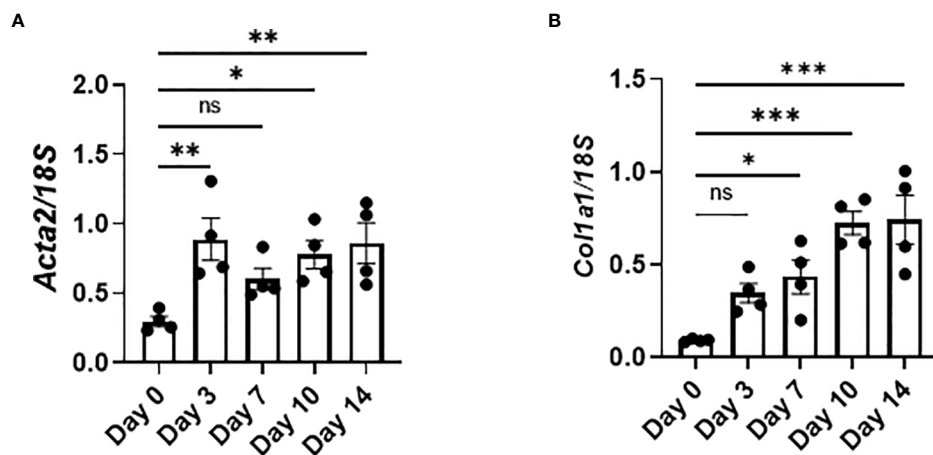 A
Acta2/18S
2.0
1.5
1.0
0.5
0.0
**
*
ns
**
Day 0
Day 3
Day 7
Day 10
Day 14
B
Col1a1/18S
1.5
1.0
0.5
0.0
***
***
*
ns
Day 0
Day 3
Day 7
Day 10
Day 14